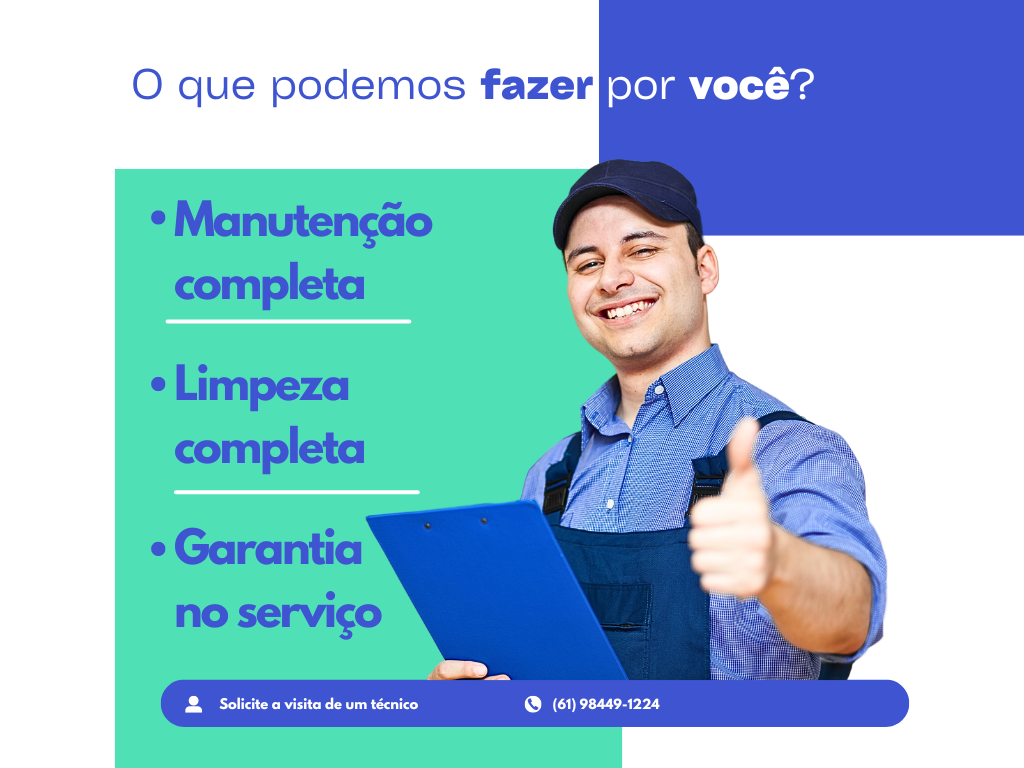 O que podemos fazer por você?
• Manutenção
completa
• Limpeza
completa
• Garantia
no serviço
Solicite a visita de um técnico
(61) 98449-1224